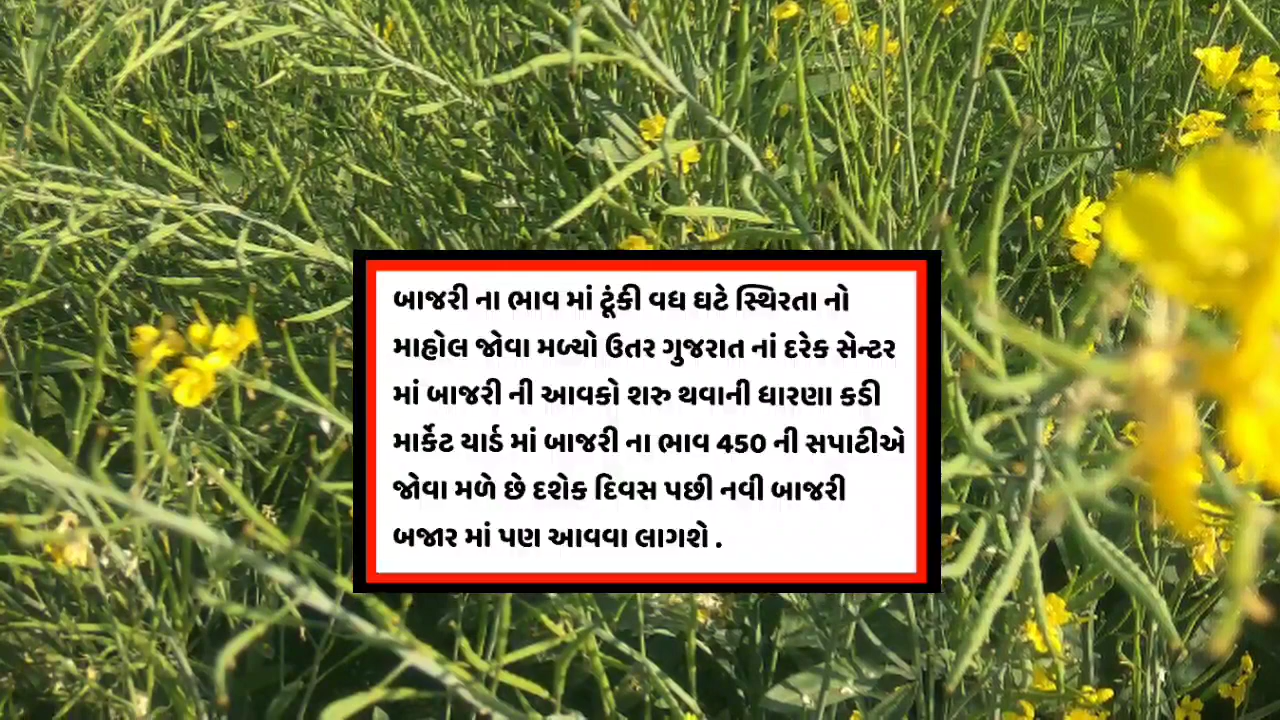 બાજરી ના ભાવ માં ટૂંકી વધ ઘટે સ્થિરતા નો
માહોલ જોવા મળ્યો ઉતર ગુજરાત નાં દરેક સેન્ટર
માં બાજરી ની આવકો શરુ થવાની ધારણા કડી
માર્કેટ યાર્ડ માં બાજરી ના ભાવ 450 ની સપાટીએ
જોવા મળે છે દશેક દિવસ પછી નવી બાજરી
બજાર માં પણ આવવા લાગશે .